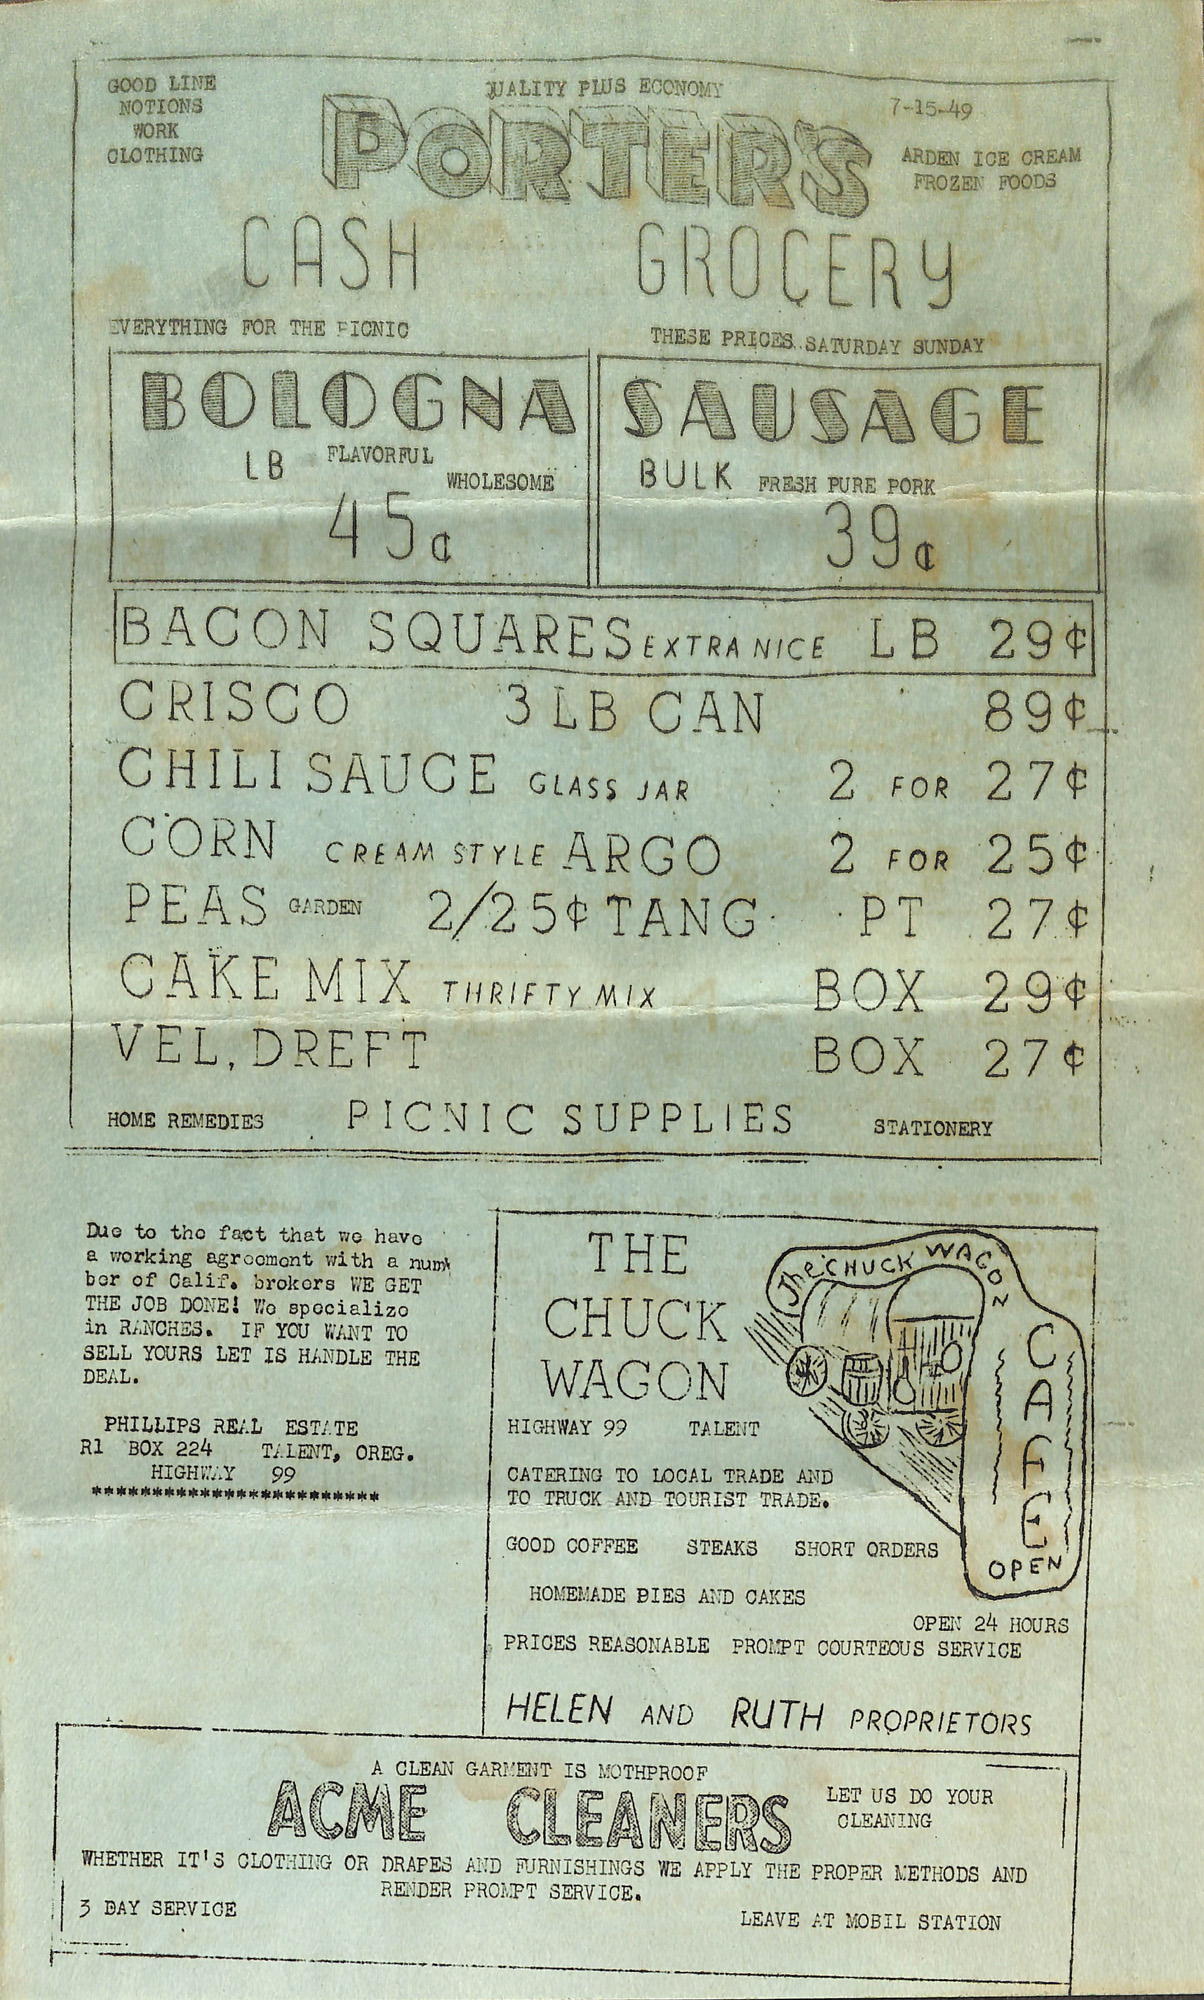 GOOD LINE
NOTIONS
WORK
CLOTHING
QUALITY PLUS ECONOMY
7-15-49
PORTER'S
ARDEN ICE CREAM
FROZEN FOODS
CASH GROCERY
EVERYTHING FOR THE PICNIC
THESE PRICES..SATURDAY SUNDAY
BOLOGNA
LB FLAVORFUL
WHOLESOME
45¢
SAUSAGE
BULK FRESH PURE PORK
39¢
BACON SQUARES EXTRA NICE LB 29¢
CRISCO 3 LB CAN 89¢
CHILI SAUCE GLASS JAR 2 FOR 27¢
CORN CREAM STYLE ARGO 2 FOR 25¢
PEAS GARDEN 2/25¢ TANG PT 27¢
CAKE MIX THRIFTY MIX BOX 29¢
VEL, DREFT BOX 27¢
HOME REMEDIES PICNIC SUPPLIES STATIONERY
Due to the fact that we have
a working agreement with a num
ber of Calif. brokers WE GET
THE JOB DONE! We specialize
in RANCHES. IF YOU WANT TO
SELL YOURS LET IS HANDLE THE
DEAL.
PHILLIPS REAL ESTATE
R1 BOX 224 TALENT, OREG.
HIGHWAY 99
************************
THE
CHUCK
WAGON
The CHUCK WAGON
CAFE
OPEN
HIGHWAY 99 TALENT
CATERING TO LOCAL TRADE AND
TO TRUCK AND TOURIST TRADE.
GOOD COFFEE STEAKS SHORT ORDERS
HOMEMADE BIES AND CAKES
OPEN 24 HOURS
PRICES REASONABLE PROMPT COURTEOUS SERVICE
HELEN AND RUTH PROPRIETORS
A CLEAN GARMENT IS MOTHPROOF
ACME CLEANERS
LET US DO YOUR
CLEANING
WHETHER IT'S CLOTHING OR DRAPES AND FURNISHINGS WE APPLY THE PROPER METHODS AND
RENDER PROMPT SERVICE.
3 DAY SERVICE
LEAVE AT MOBIL STATION